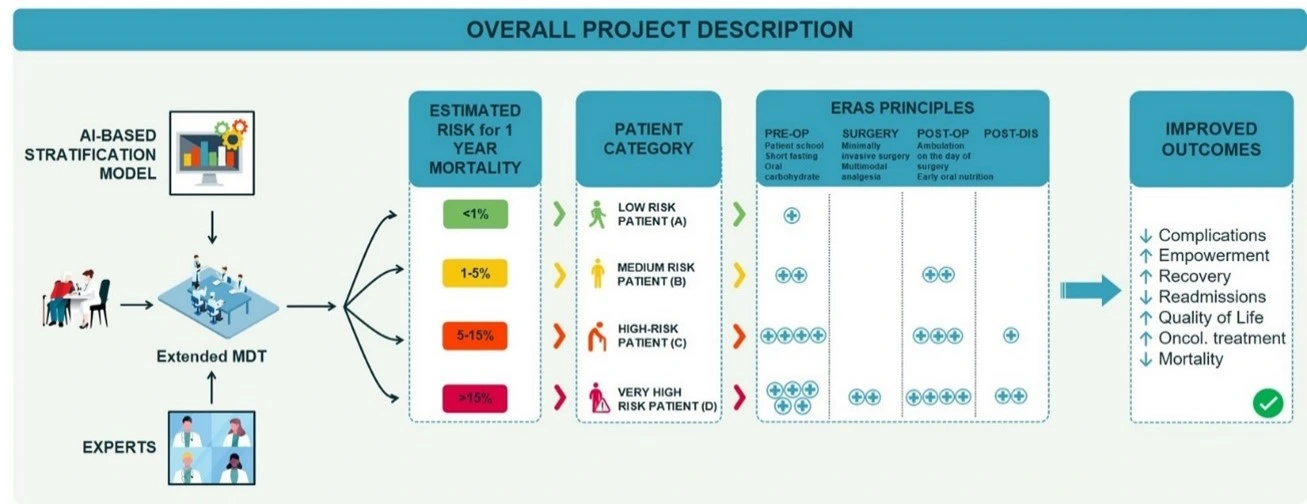 OVERALL PROJECT DESCRIPTION
AI-BASED
STRATIFICATION
MODEL
Extended MDT
EXPERTS
ESTIMATED
RISK for 1
YEAR
MORTALITY
<1%
1-5%
5-15%
>15%
PATIENT
CATEGORY
LOW RISK
PATIENT (A)
MEDIUM RISK
PATIENT (B)
HIGH-RISK
PATIENT (C)
VERY HIGH
RISK PATIENT (D)
ERAS PRINCIPLES
PRE-OP
Patient school
Short fasting
Oral
carbohydrate
SURGERY
Minimally
invasive surgery
Multimodal
analgesia
POST-OP
Ambulation
on the day of
surgery
Early oral nutrition
POST-DIS
IMPROVED
OUTCOMES
↓ Complications
↑ Empowerment
↑ Recovery
↓ Readmissions
↑ Quality of Life
↑ Oncol. treatment
↓ Mortality